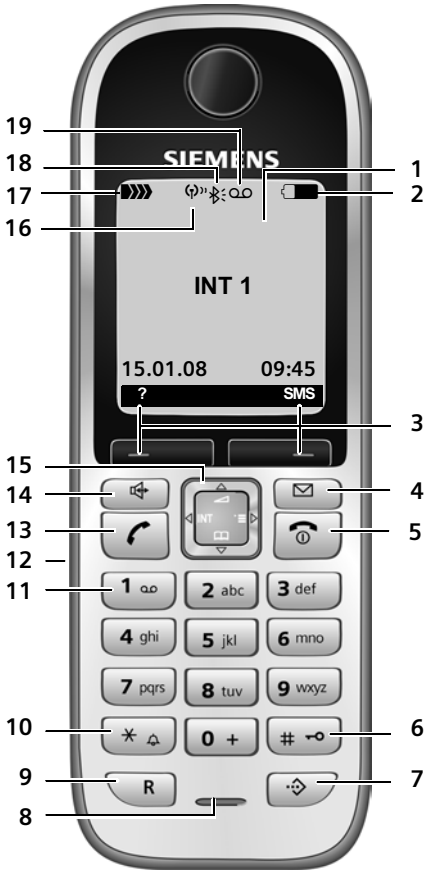 19
SIEMENS
18
1
17
2
16
INT 1
15.01.08 09:45
? SMS
3
15
14
4
INT
13
5
12
11
1 2 abc 3 def
4 ghi 5 jkl 6 mno
7 pqrs 8 tuv 9 wxyz
10
* 0 + #
6
9
R
7
8